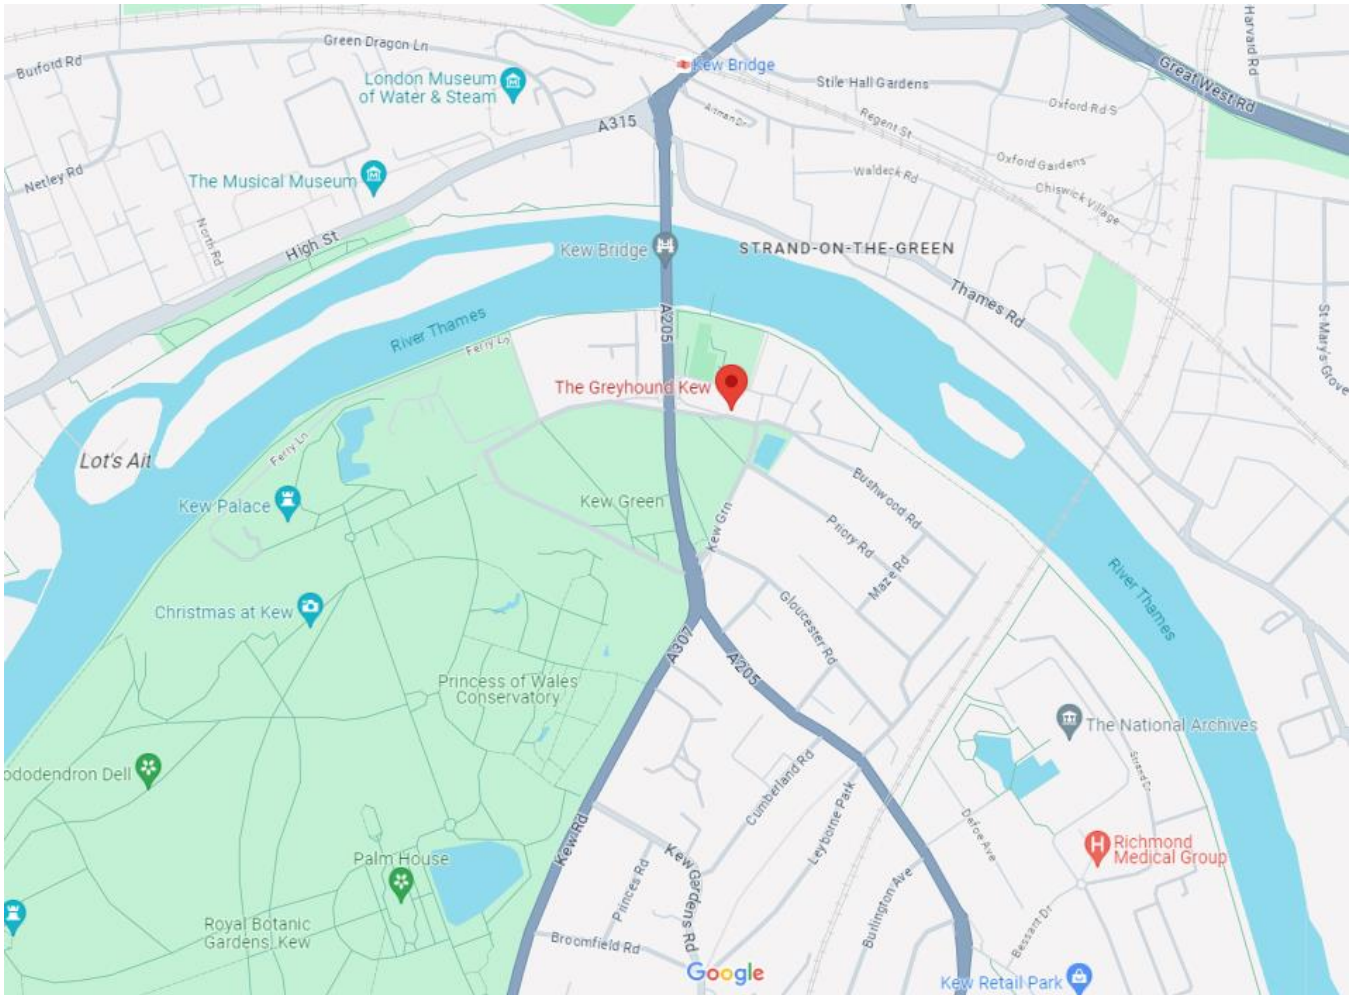 Burford Rd
Green Dragon Ln
London Museum
of Water & Steam
Kew Bridge
Stile Hall Gardens
Great West Rd
Harvard Rd
Oxford Rd S
Regent St
A315
Oxford Gardens
Waldeck Rd
Chiswick Village
Netley Rd
The Musical Museum
North Rd
High St
Kew Bridge
STRAND-ON-THE-GREEN
Thames Rd
St Mary's Grove
A205
River Thames
Ferry Ln
The Greyhound Kew
Lot's Ait
Ferry Ln
Kew Palace
Kew Green
Kew Grn
Bushwood Rd
Priory Rd
Maze Rd
River Thames
Christmas at Kew
Gloucester Rd
A307
A205
Princess of Wales
Conservatory
The National Archives
ododendron Dell
Cumberland Rd
Leyborne Park
Strand Dr
Defoe Ave
Richmond
Medical Group
Kew Rd
Palm House
Princes Rd
Kew Gardens Rd
Burlington Ave
Bessant Dr
Royal Botanic
Gardens, Kew
Broomfield Rd
Google
Kew Retail Park